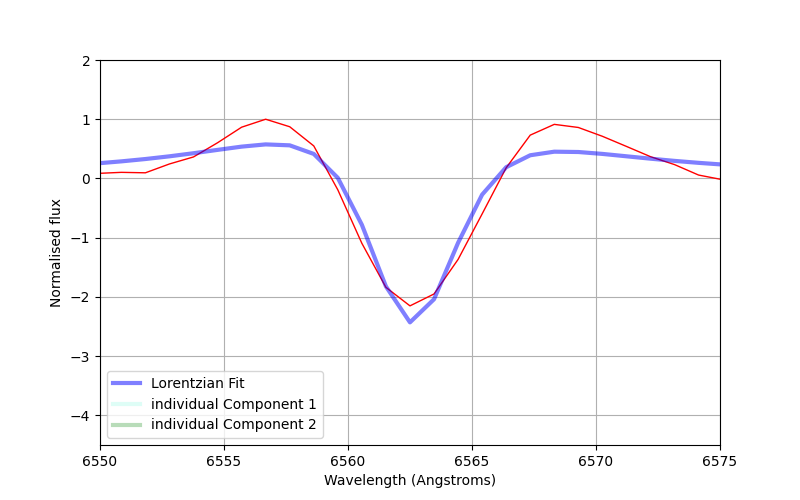 2
1
0
−1
−2
−3
−4
Normalised flux
Lorentzian Fit
individual Component 1
individual Component 2
6550 6555 6560 6565 6570 6575
Wavelength (Angstroms)